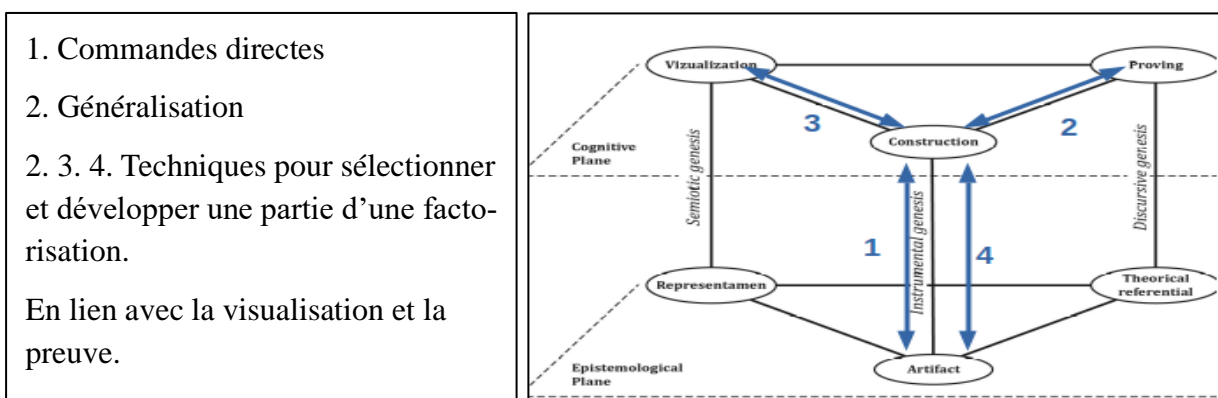 1. Commandes directes
2. Généralisation
2. 3. 4. Techniques pour sélectionner
et développer une partie d’une facto-
risation.
En lien avec la visualisation et la
preuve.
Vizualization
Proving
3
2
Construction
Cognitive
Plane
Semiotic genesis
Instrumental genesis
Discursive genesis
1
4
Representamen
Theorical
referential
Artifact
Epistemological
Plane